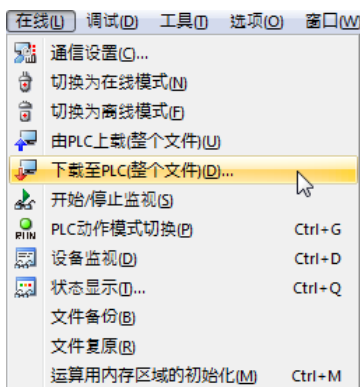 在线(L) 调试(D) 工具(T) 选项(O) 窗口(W
通信设置(C)...
切换为在线模式(N)
切换为离线模式(F)
由PLC上载(整个文件)(U)
下载至PLC(整个文件)(D)...
开始/停止监视(S)
RUN PLC动作模式切换(P) Ctrl+G
设备监视(D) Ctrl+D
状态显示(T)... Ctrl+Q
文件备份(B)
文件复原(R)
运算用内存区域的初始化(M) Ctrl+M